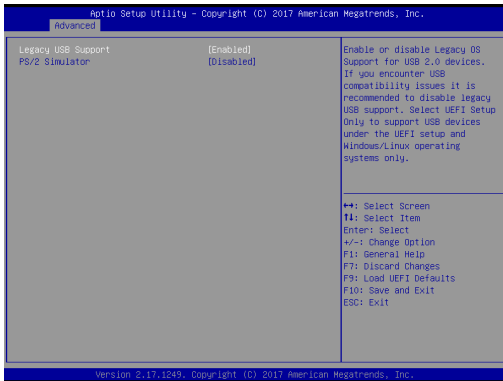 Aptio Setup Utility – Copyright (C) 2017 American Megatrends, Inc.
Advanced
Legacy USB Support [Enabled]
PS/2 Simulator [Disabled]
Enable or disable Legacy OS
Support for USB 2.0 devices.
If you encounter USB
compatibility issues it is
recommended to disable legacy
USB support. Select UEFI Setup
Only to support USB devices
under the UEFI setup and
Windows/Linux operating
systems only.
↔: Select Screen
↑↓: Select Item
Enter: Select
+/-: Change Option
F1: General Help
F7: Discard Changes
F9: Load UEFI Defaults
F10: Save and Exit
ESC: Exit
Version 2.17.1249. Copyright (C) 2017 American Megatrends, Inc.